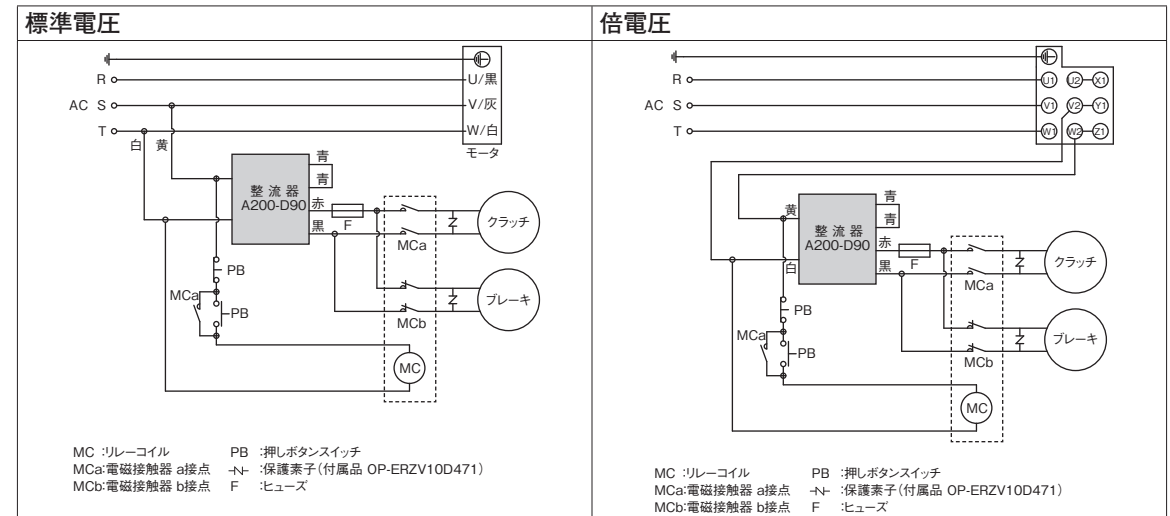 標準電圧
R
U/黒
AC S
V/灰
T
W/白
モータ
白 黄
整流器
A200-D90
青
青
赤
黒
F
クラッチ
MCa
PB
MCa
PB
ブレーキ
MCb
MC
MC :リレーコイル PB :押しボタンスイッチ
MCa:電磁接触器 a接点 :保護素子(付属品 OP-ERZV10D471)
MCb:電磁接触器 b接点 F :ヒューズ
倍電圧
R
U1 U2 X1
AC S
V1 V2 Y1
T
W1 W2 Z1
黄
白
整流器
A200-D90
青
青
赤
黒
F
クラッチ
MCa
PB
MCa
PB
ブレーキ
MCb
MC
MC :リレーコイル PB :押しボタンスイッチ
MCa:電磁接触器 a接点 :保護素子(付属品 OP-ERZV10D471)
MCb:電磁接触器 b接点 F :ヒューズ